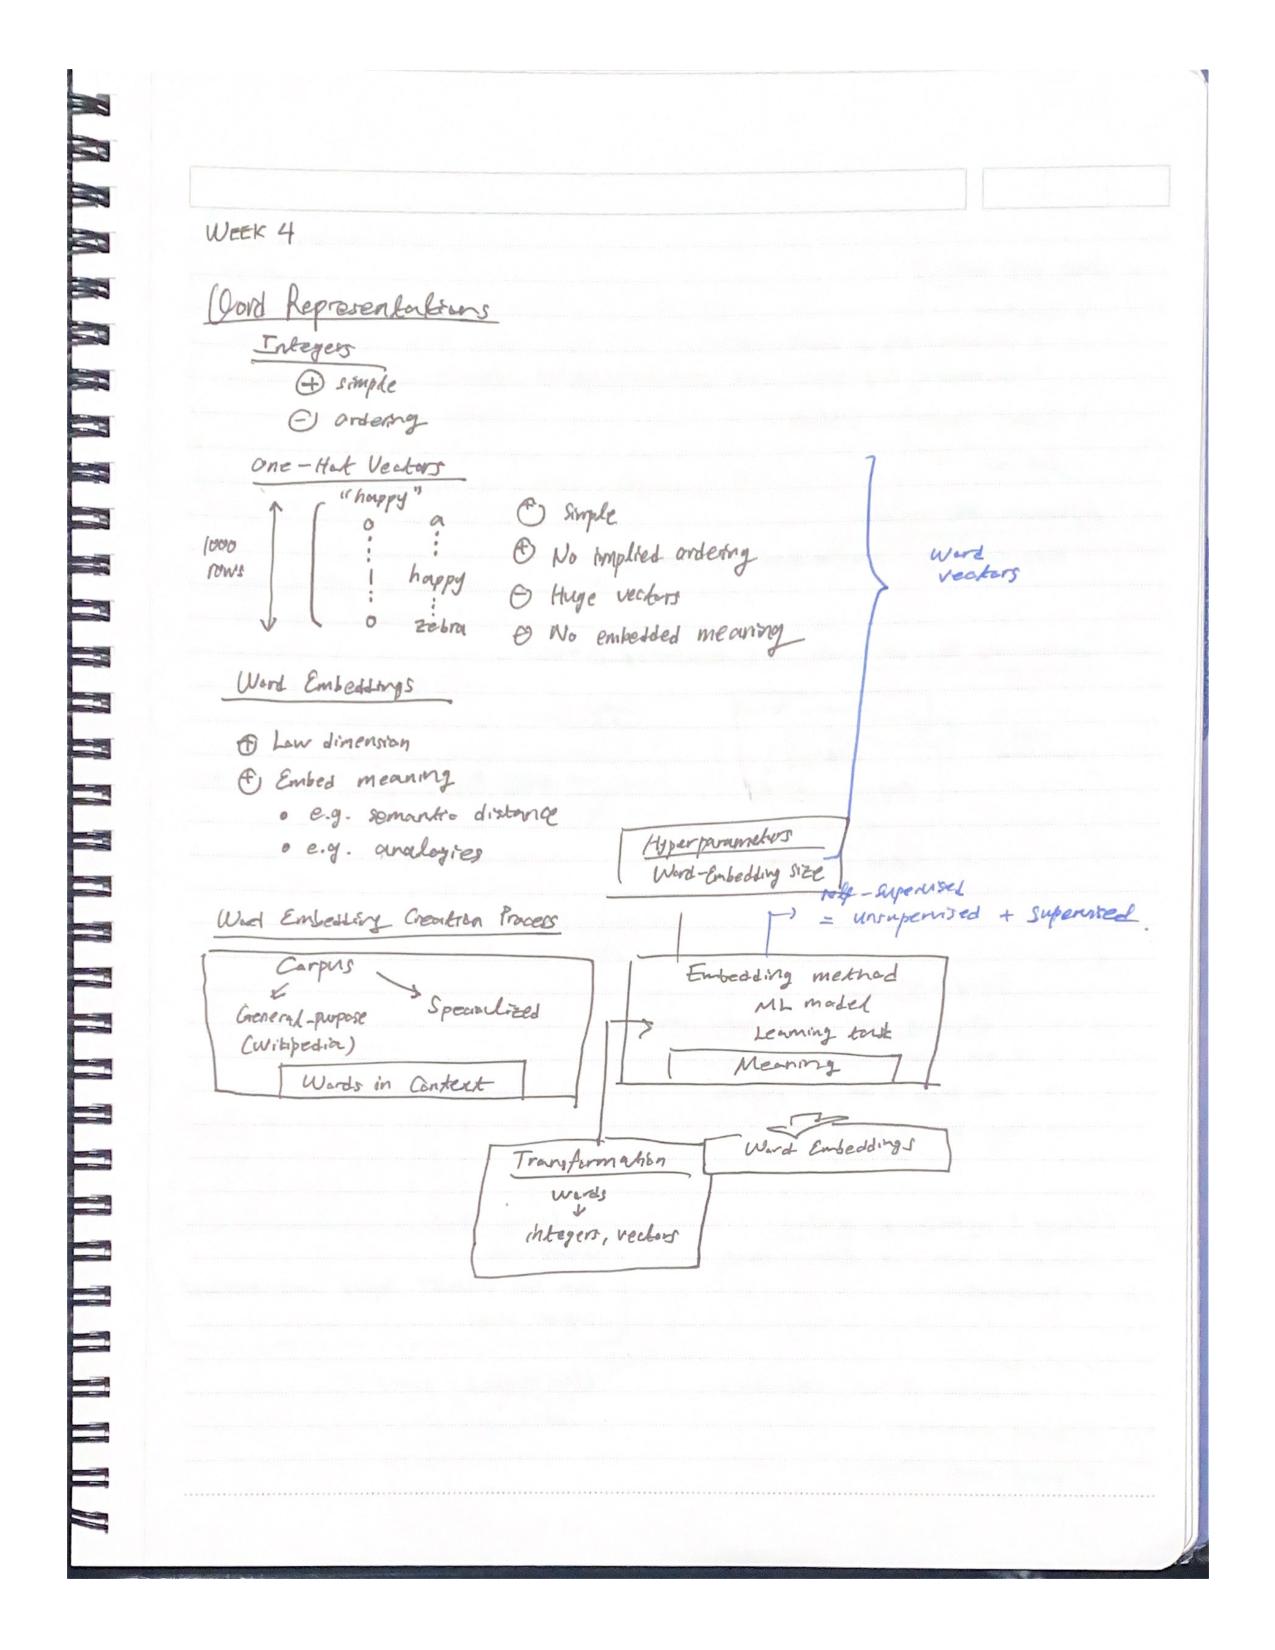 WEEK 4
Word Representations
Integers
⊕ simple
⊖ ordering
One-Hot Vectors
"happy"
1000
rows
0 a
1 happy
0 zebra
⊕ Simple
⊕ No implied ordering
⊖ Huge vectors
⊖ No embedded meaning
Word
vectors
Word Embeddings
⊕ Low dimension
⊕ Embed meaning
• e.g. semantic distance
• e.g. analogies
Hyperparameters
Word-Embedding size
self-supervised
= unsupervised + supervised.
Word Embedding Creation Process
Corpus
General-purpose
(Wikipedia)
Specialized
Words in Context
Embedding method
ML model
Learning task
Meaning
Transformation
words
↓
integers, vectors
Word Embeddings